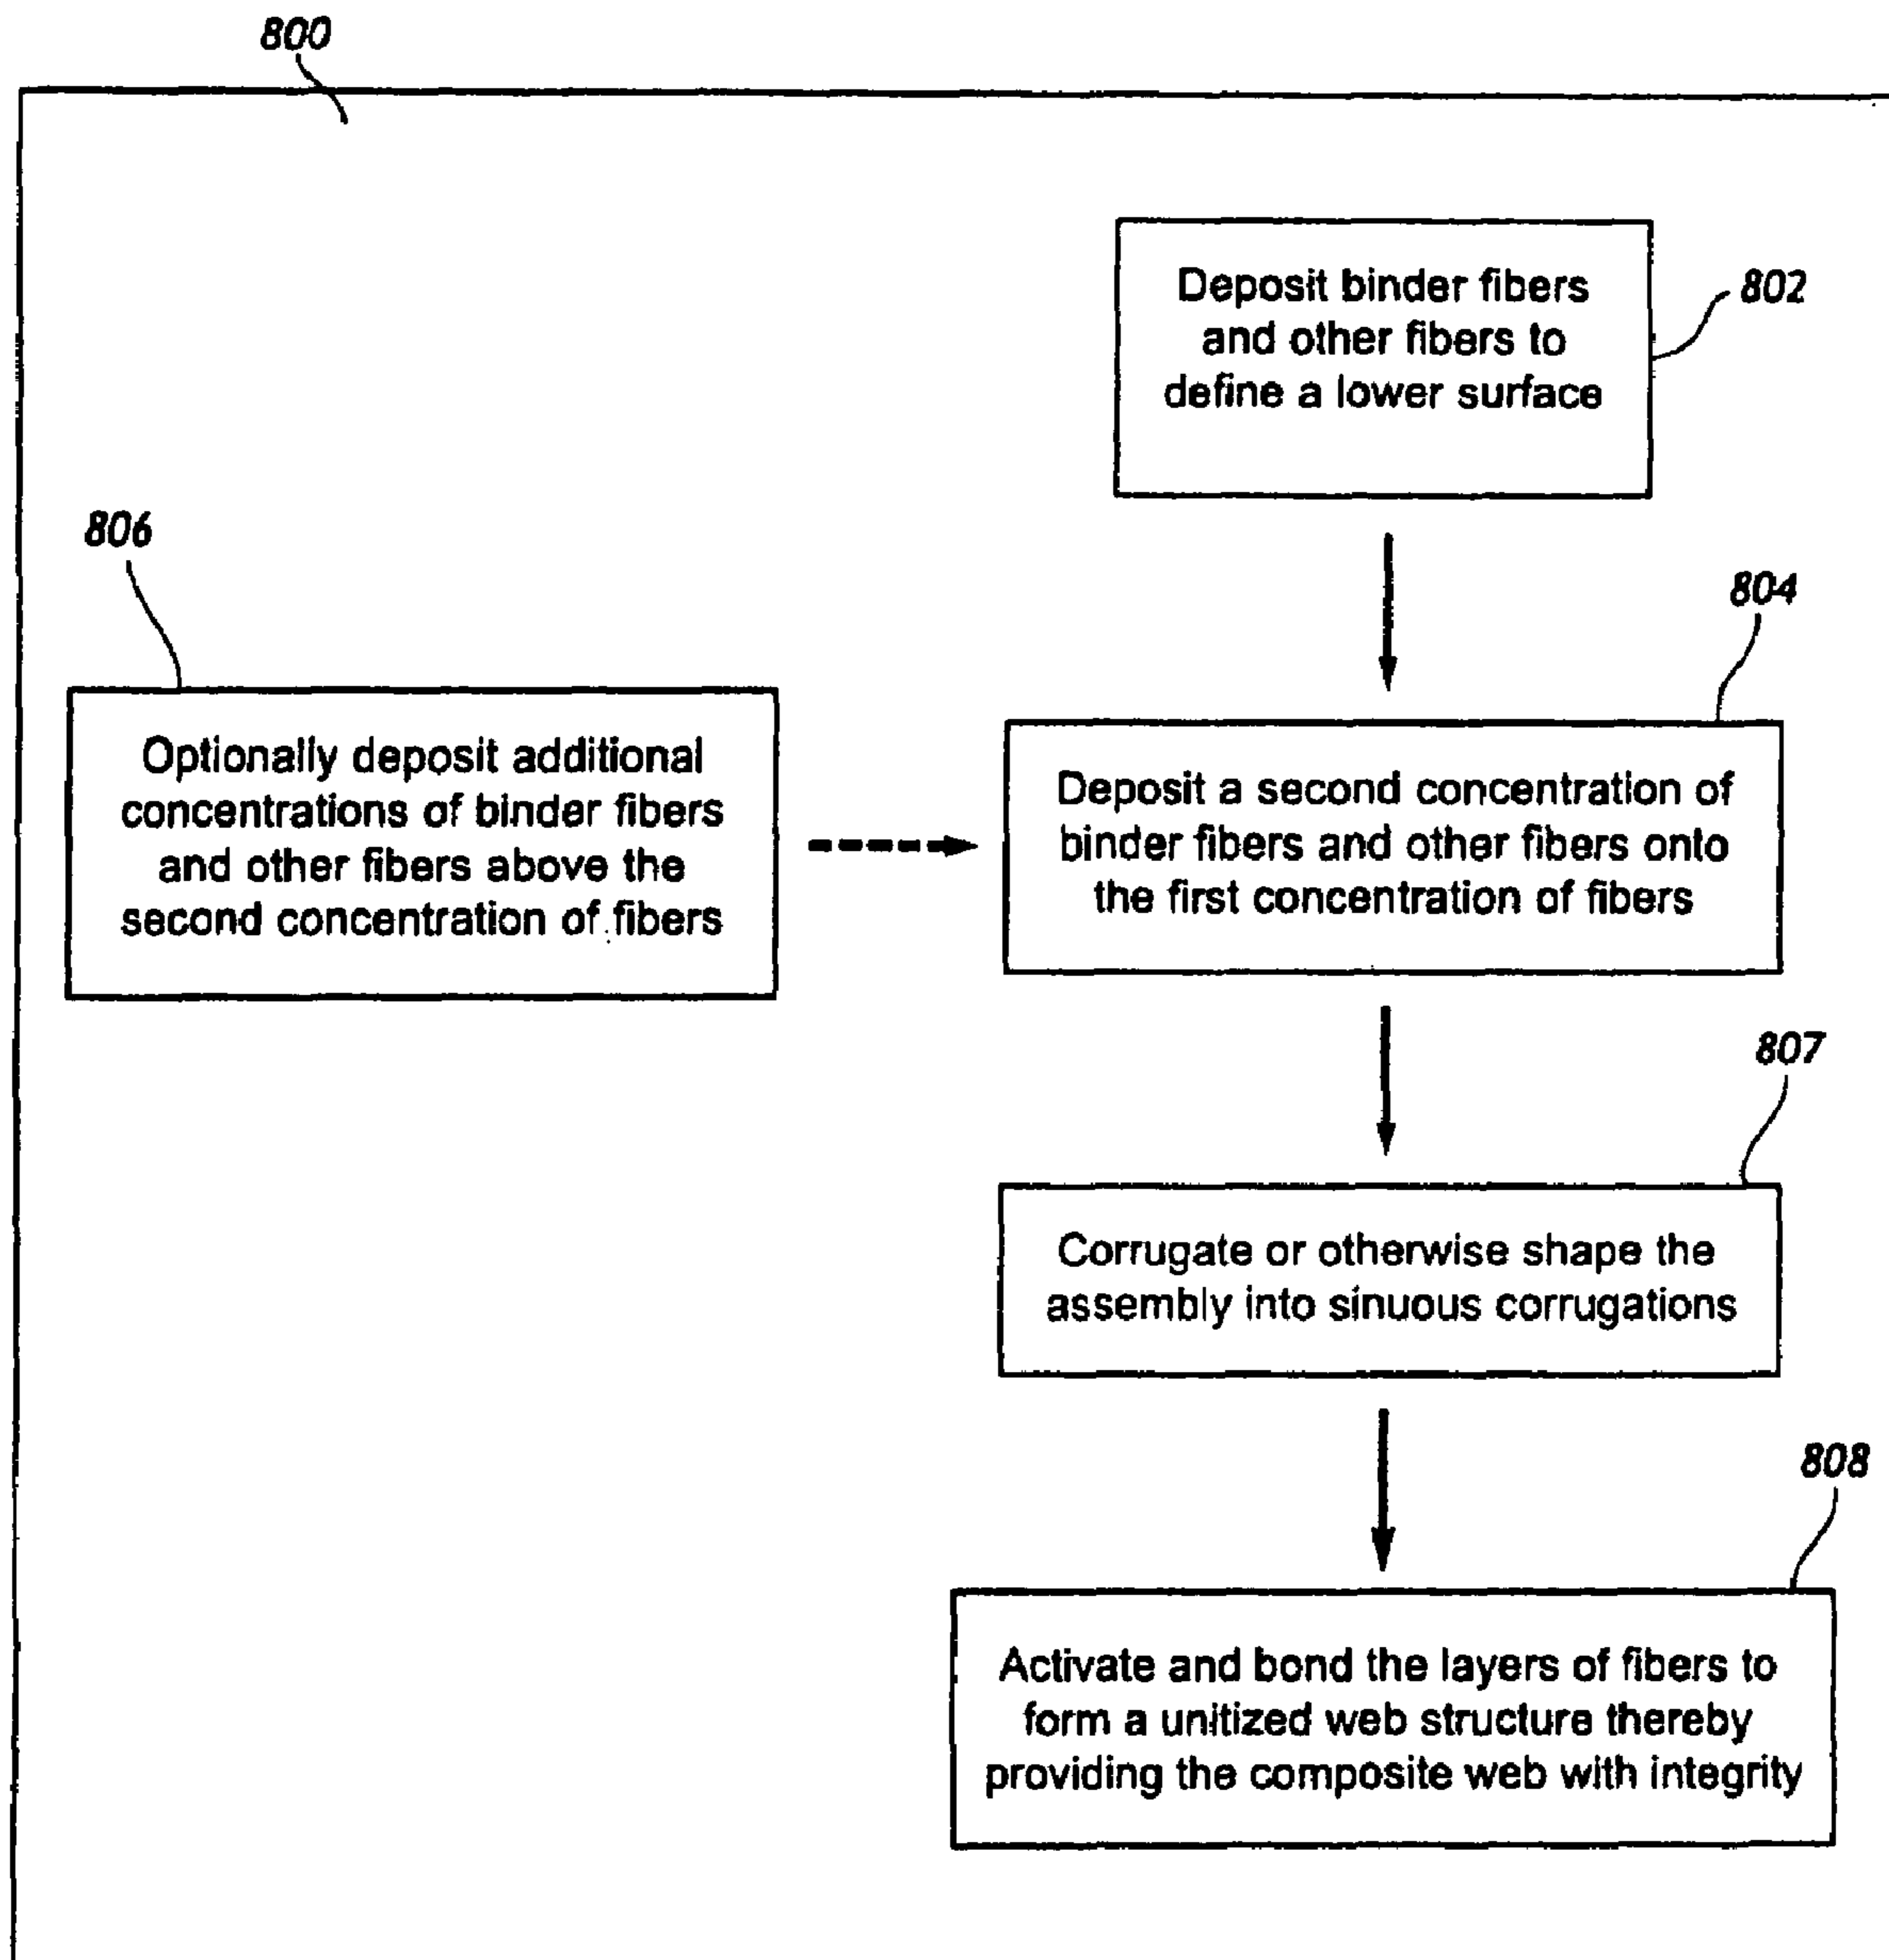 800
Deposit binder fibers
and other fibers to
define a lower surface
802
806
804
Optionally deposit additional
concentrations of binder fibers
and other fibers above the
second concentration of fibers
Deposit a second concentration of
binder fibers and other fibers onto
the first concentration of fibers
807
Corrugate or otherwise shape the
assembly into sinuous corrugations
808
Activate and bond the layers of fibers to
form a unitized web structure thereby
providing the composite web with integrity